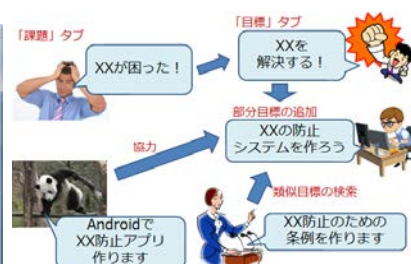 「課題」タブ
XXが困った！
「目標」タブ
XXを
解決する！
部分目標の追加
XXの防止
システムを作ろう
協力
類似目標の検索
Androidで
XX防止アプリ
作ります
XX防止のための
条例を作ります